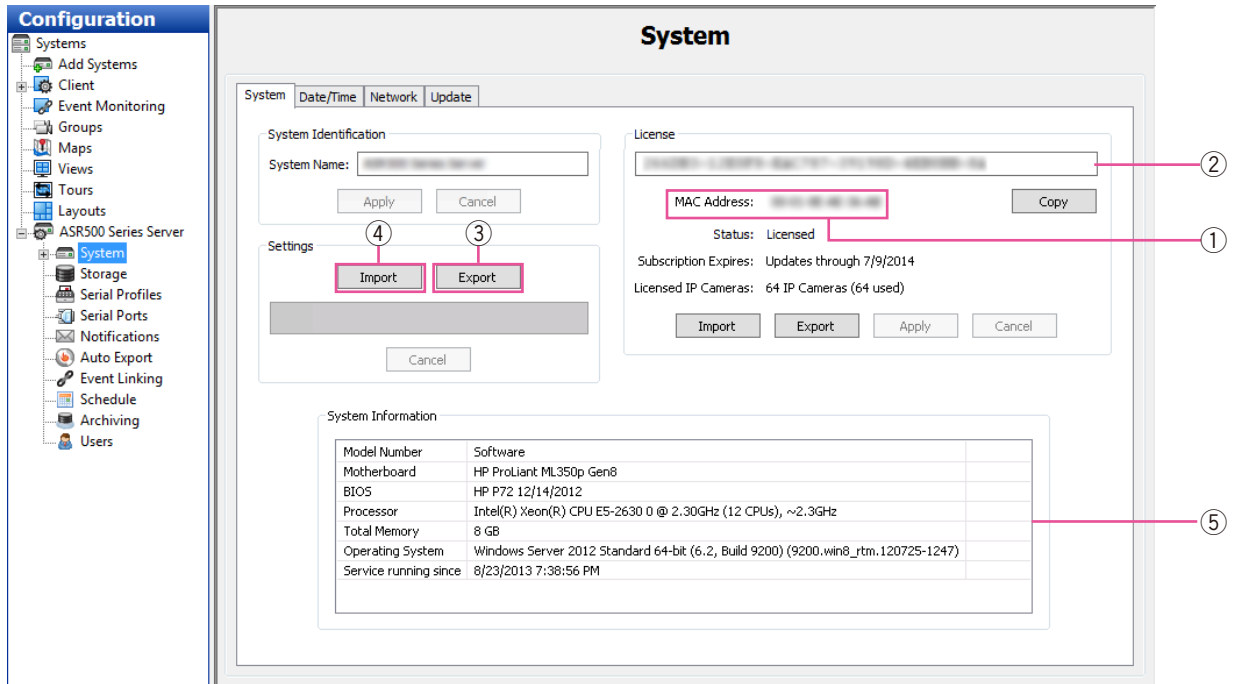 Configuration
Systems
Add Systems
Client
Event Monitoring
Groups
Maps
Views
Tours
Layouts
ASR500 Series Server
System
Storage
Serial Profiles
Serial Ports
Notifications
Auto Export
Event Linking
Schedule
Archiving
Users
System
System Date/Time Network Update
System Identification
System Name:
Apply Cancel
Settings
④ ③
Import Export
Cancel
License
②
MAC Address:
Copy
①
Status: Licensed
Subscription Expires: Updates through 7/9/2014
Licensed IP Cameras: 64 IP Cameras (64 used)
Import Export Apply Cancel
System Information
Model Number Software
Motherboard HP ProLiant ML350p Gen8
BIOS HP P72 12/14/2012
Processor Intel(R) Xeon(R) CPU E5-2630 0 @ 2.30GHz (12 CPUs), ~2.3GHz
Total Memory 8 GB
Operating System Windows Server 2012 Standard 64-bit (6.2, Build 9200) (9200.win8_rtm.120725-1247)
Service running since 8/23/2013 7:38:56 PM
⑤